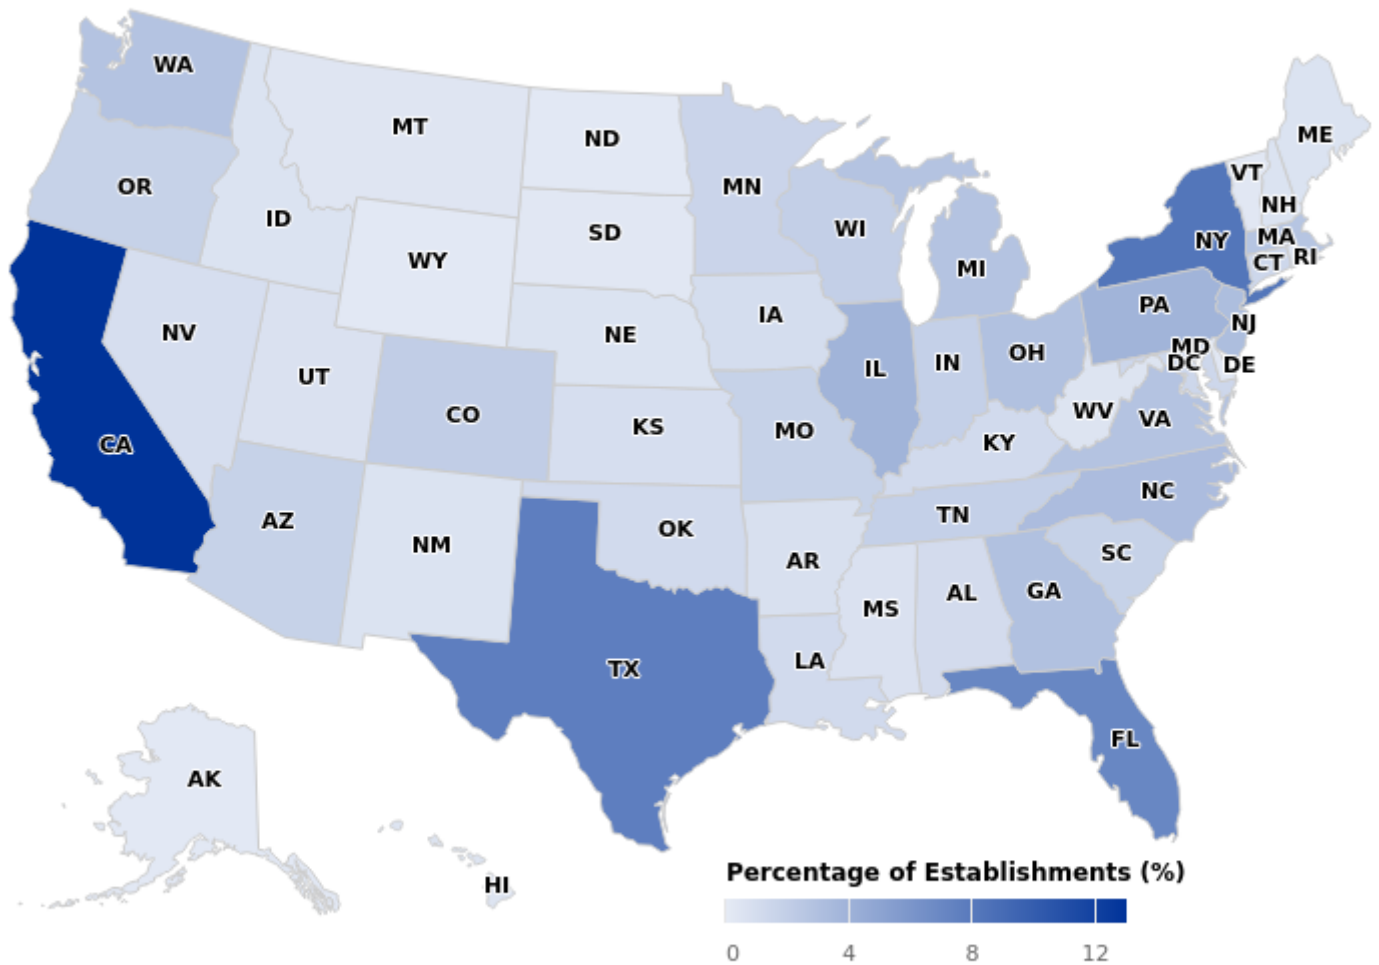 WA
MT
ND
MN
ME
VT
OR
ID
SD
WI
NH
NY
MA
WY
MI
CT
RI
PA
IA
NV
NE
NJ
MD
UT
IL
IN
OH
DC
DE
CO
KS
MO
WV
VA
CA
KY
AZ
NM
OK
TN
NC
AR
SC
MS
AL
GA
LA
TX
FL
AK
HI
Percentage of Establishments (%)
0 4 8 12